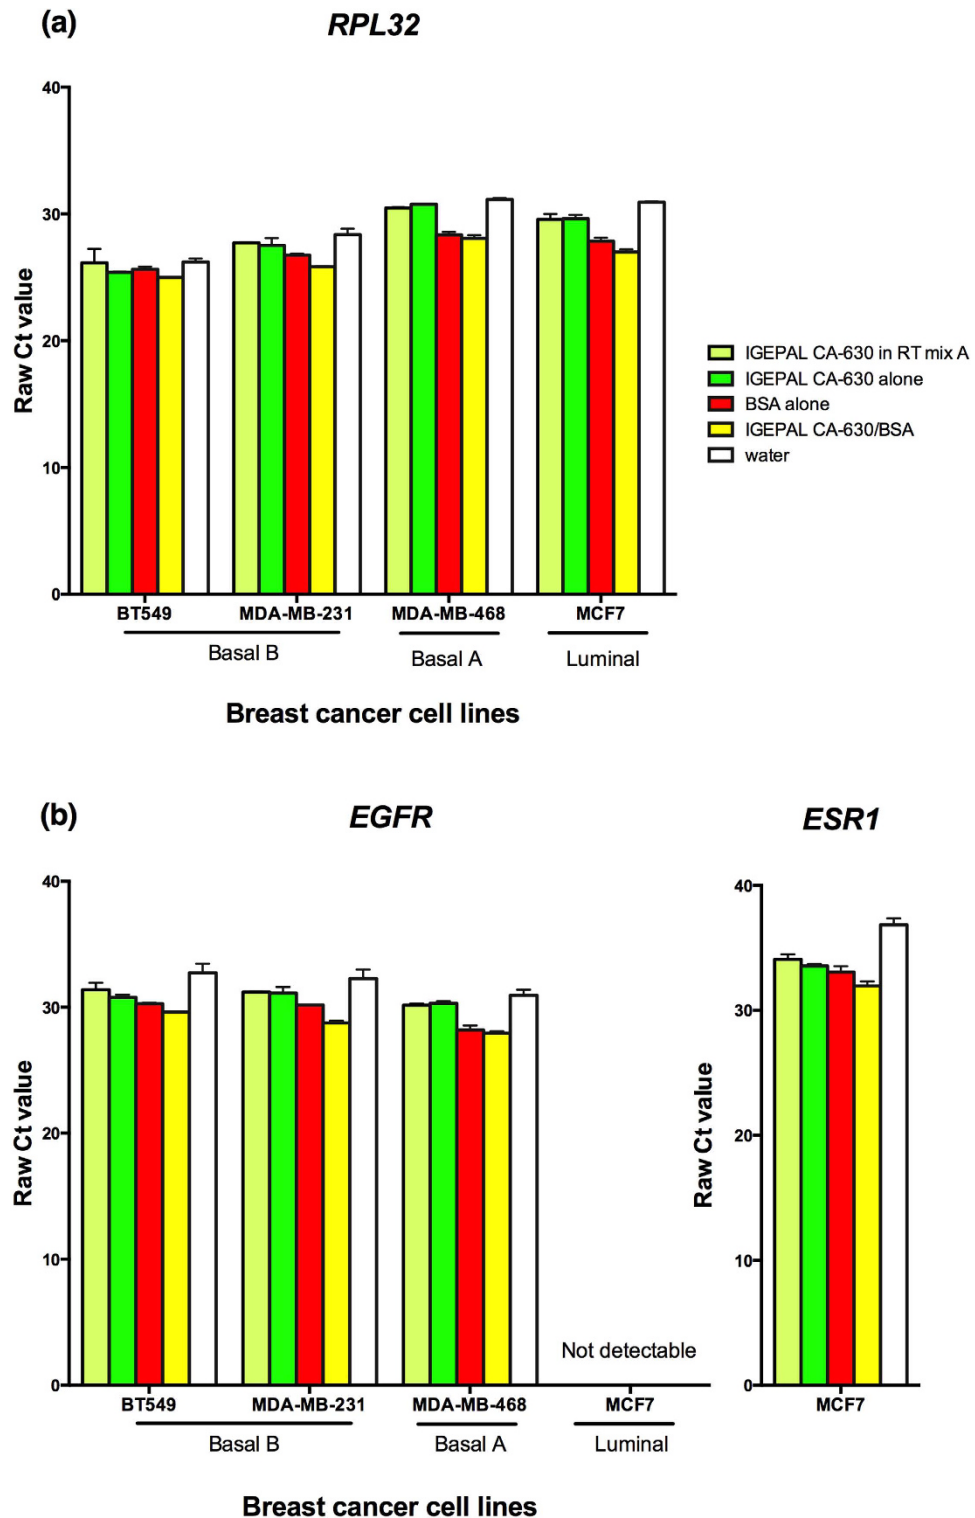 (a)
RPL32
40
30
20
10
0
Raw Ct value
BT549
MDA-MB-231
MDA-MB-468
MCF7
Basal B
Basal A
Luminal
Breast cancer cell lines
IGEPAL CA-630 in RT mix A
IGEPAL CA-630 alone
BSA alone
IGEPAL CA-630/BSA
water
(b)
EGFR
40
30
20
10
0
Raw Ct value
Not detectable
BT549
MDA-MB-231
MDA-MB-468
MCF7
Basal B
Basal A
Luminal
Breast cancer cell lines
ESR1
40
30
20
10
0
Raw Ct value
MCF7